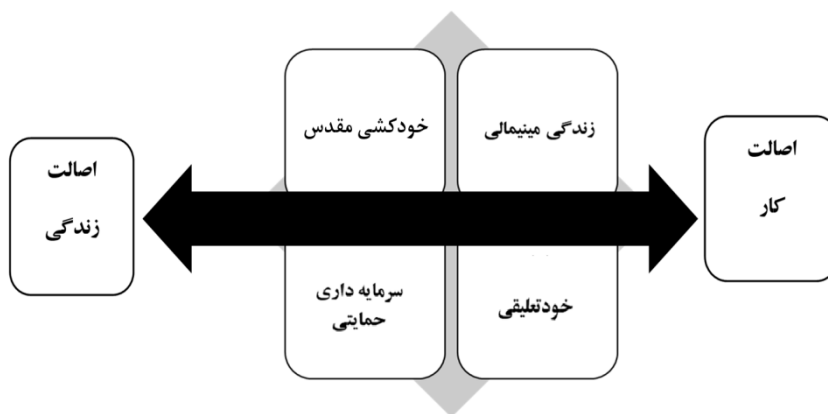 زندگی مینیمالی
خودکشی مقدس
اصالت
کار
اصالت
زندگی
خودتعلیقی
سرمایه داری
حمایتی